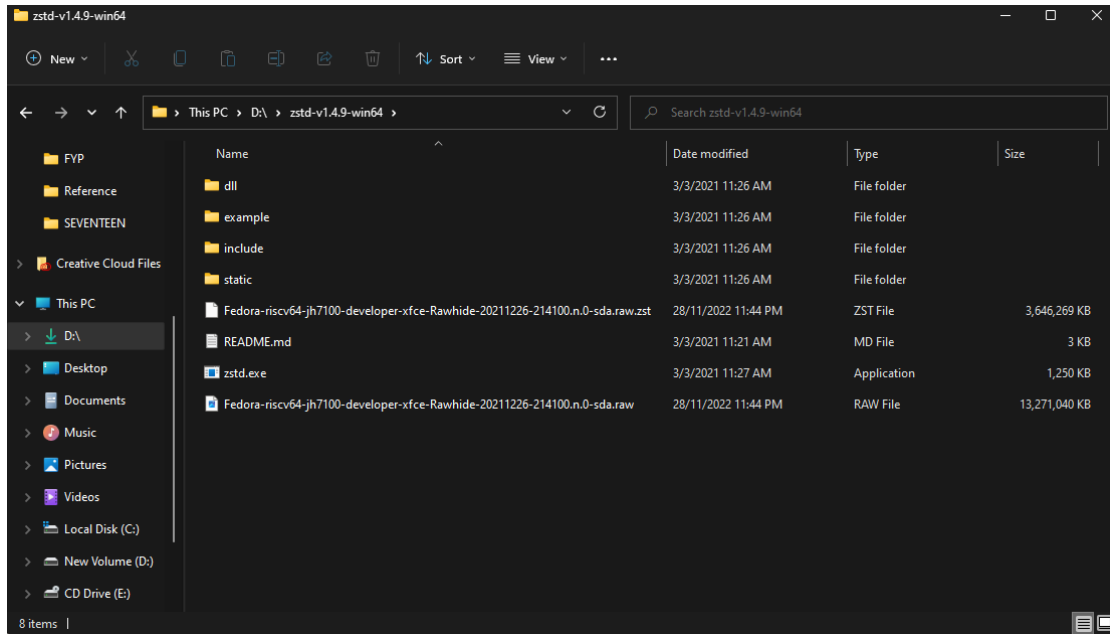 zstd-v1.4.9-win64
New Sort View
This PC > D:\ > zstd-v1.4.9-win64 > Search zstd-v1.4.9-win64
FYP
Reference
SEVENTEEN
Creative Cloud Files
This PC
D:\
Desktop
Documents
Music
Pictures
Videos
Local Disk (C:)
New Volume (D:)
CD Drive (E:)
Name Date modified Type Size
dll 3/3/2021 11:26 AM File folder
example 3/3/2021 11:26 AM File folder
include 3/3/2021 11:26 AM File folder
static 3/3/2021 11:26 AM File folder
Fedora-riscv64-jh7100-developer-xfce-Rawhide-20211226-214100.n.0-sda.raw.zst 28/11/2022 11:44 PM ZST File 3,646,269 KB
README.md 3/3/2021 11:21 AM MD File 3 KB
zstd.exe 3/3/2021 11:27 AM Application 1,250 KB
Fedora-riscv64-jh7100-developer-xfce-Rawhide-20211226-214100.n.0-sda.raw 28/11/2022 11:44 PM RAW File 13,271,040 KB
8 items